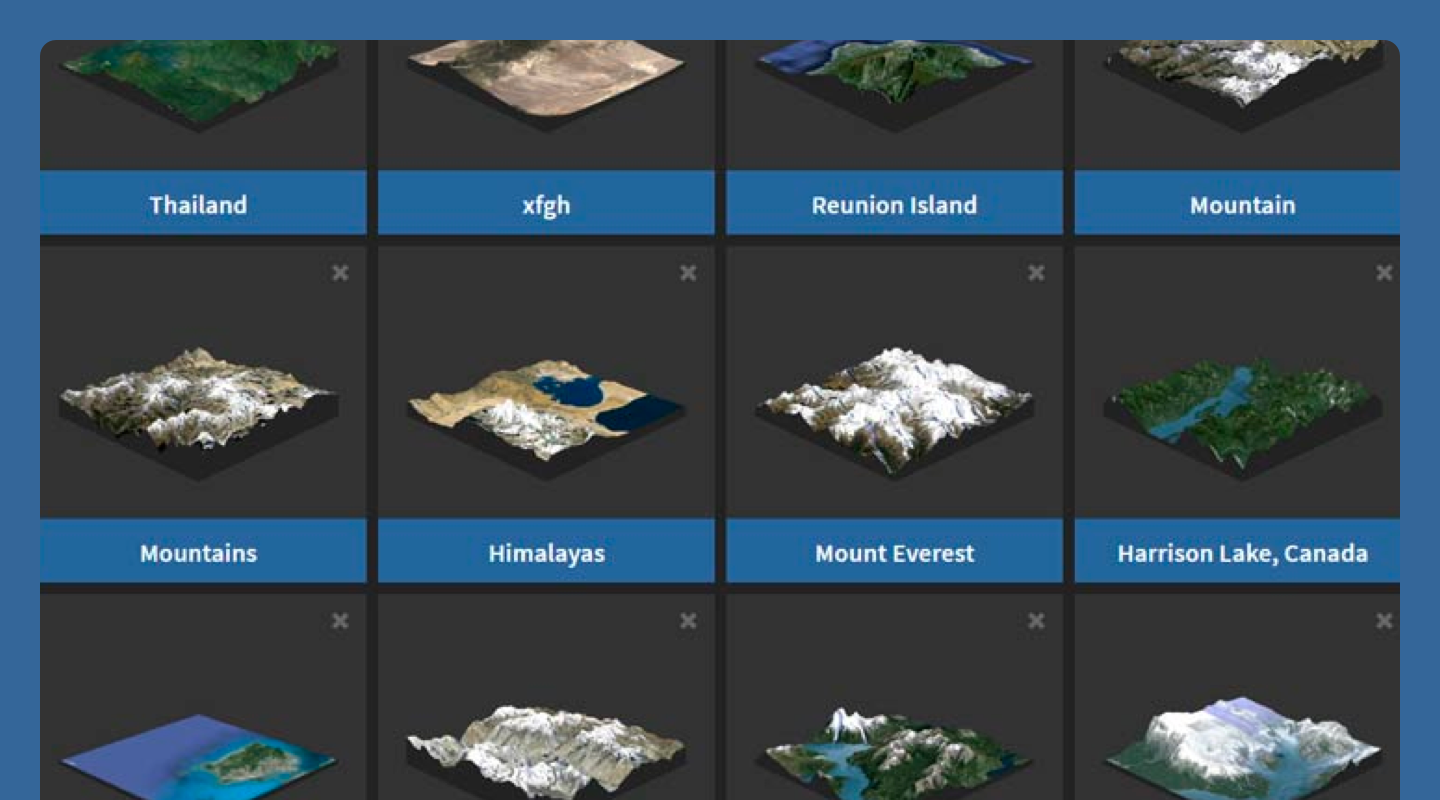 Thailand
xfgh
Reunion Island
Mountain
Mountains
Himalayas
Mount Everest
Harrison Lake, Canada